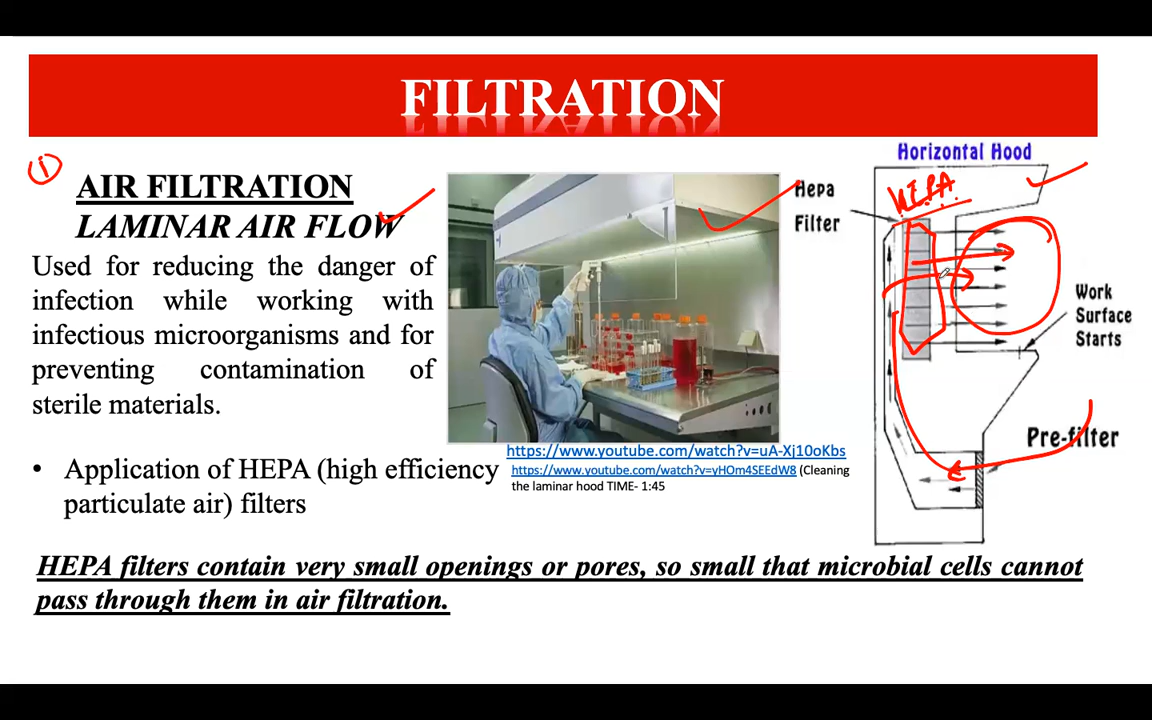 FILTRATION
i
AIR FILTRATION
LAMINAR AIR FLOW
Used for reducing the danger of
infection while working with
infectious microorganisms and for
preventing contamination of
sterile materials.
• Application of HEPA (high efficiency
particulate air) filters
https://www.youtube.com/watch?v=uA-Xj10oKbs
https://www.youtube.com/watch?v=yHOm4SEEdW8 (Cleaning
the laminar hood TIME- 1:45
Horizontal Hood
Hepa
Filter
H.E.P.A
Work
Surface
Starts
Pre-filter
HEPA filters contain very small openings or pores, so small that microbial cells cannot
pass through them in air filtration.